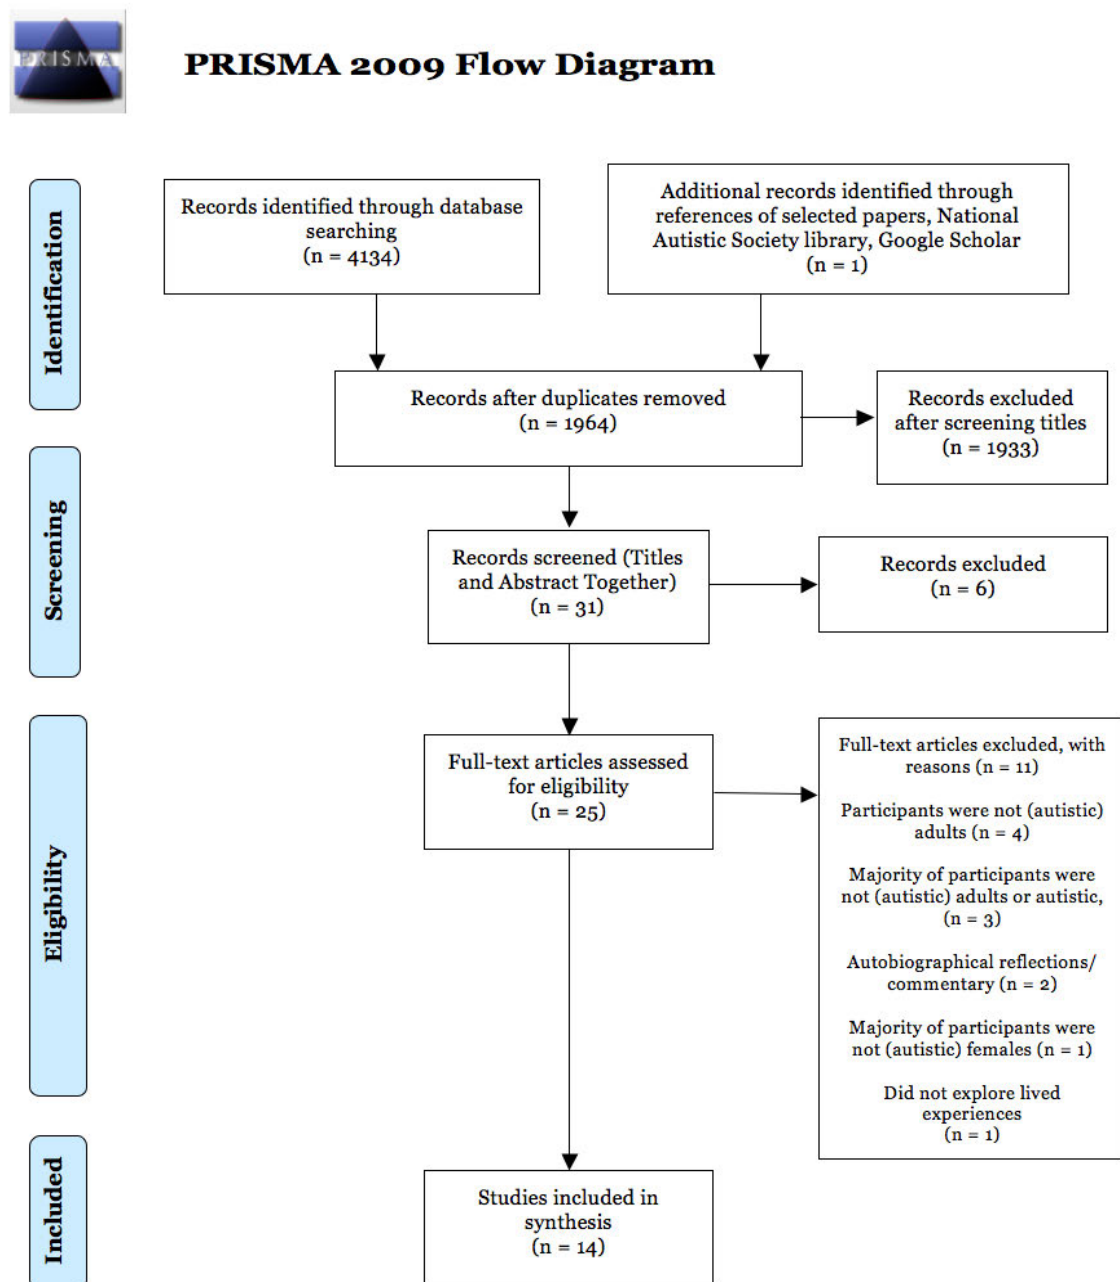 PRISMA
PRISMA 2009 Flow Diagram
Identification
Records identified through database
searching
(n = 4134)
Additional records identified through
references of selected papers, National
Autistic Society library, Google Scholar
(n = 1)
Records after duplicates removed
(n = 1964)
Records excluded
after screening titles
(n = 1933)
Screening
Records screened (Titles
and Abstract Together)
(n = 31)
Records excluded
(n = 6)
Eligibility
Full-text articles assessed
for eligibility
(n = 25)
Full-text articles excluded, with
reasons (n = 11)
Participants were not (autistic)
adults (n = 4)
Majority of participants were
not (autistic) adults or autistic,
(n = 3)
Autobiographical reflections/
commentary (n = 2)
Majority of participants were
not (autistic) females (n = 1)
Did not explore lived
experiences
(n = 1)
Included
Studies included in
synthesis
(n = 14)